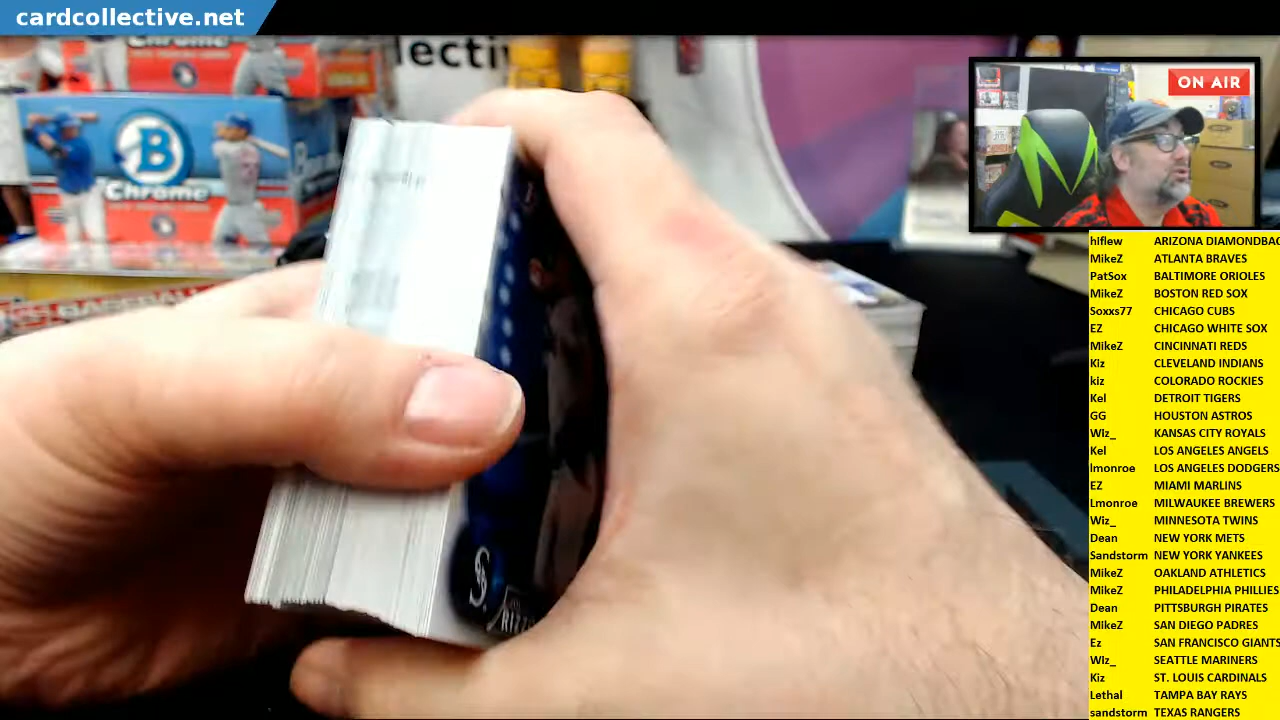 cardcollective.net
lectiv
ON AIR
B
Chrome
hlflew ARIZONA DIAMONDBAC
MikeZ ATLANTA BRAVES
PatSox BALTIMORE ORIOLES
MikeZ BOSTON RED SOX
Soxxs77 CHICAGO CUBS
EZ CHICAGO WHITE SOX
MikeZ CINCINNATI REDS
Kiz CLEVELAND INDIANS
kiz COLORADO ROCKIES
Kel DETROIT TIGERS
GG HOUSTON ASTROS
Wiz_ KANSAS CITY ROYALS
Kel LOS ANGELES ANGELS
lmonroe LOS ANGELES DODGERS
EZ MIAMI MARLINS
Lmonroe MILWAUKEE BREWERS
Wiz_ MINNESOTA TWINS
Dean NEW YORK METS
Sandstorm NEW YORK YANKEES
MikeZ OAKLAND ATHLETICS
MikeZ PHILADELPHIA PHILLIES
Dean PITTSBURGH PIRATES
MikeZ SAN DIEGO PADRES
Ez SAN FRANCISCO GIANTS
Wiz_ SEATTLE MARINERS
Kiz ST. LOUIS CARDINALS
Lethal TAMPA BAY RAYS
sandstorm TEXAS RANGERS
BASEBALL
S